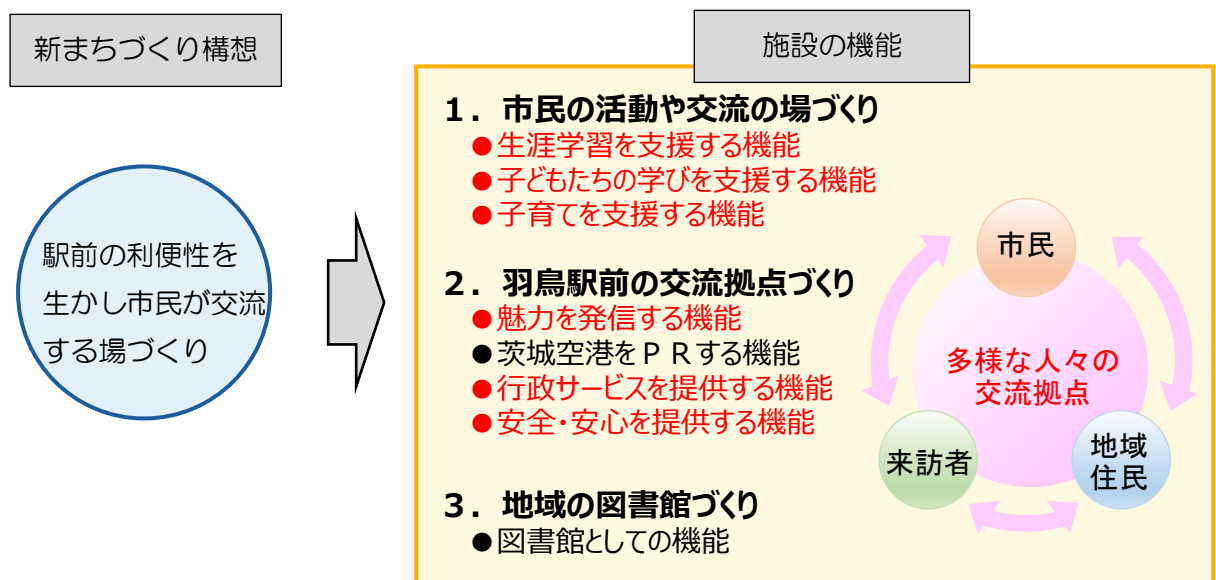 新まちづくり構想
駅前の利便性を
生かし市民が交流
する場づくり
施設の機能
１．市民の活動や交流の場づくり
●生涯学習を支援する機能
●子どもたちの学びを支援する機能
●子育てを支援する機能
２．羽鳥駅前の交流拠点づくり
●魅力を発信する機能
●茨城空港をＰＲする機能
●行政サービスを提供する機能
●安全・安心を提供する機能
３．地域の図書館づくり
●図書館としての機能
市民
多様な人々の
交流拠点
来訪者
地域
住民